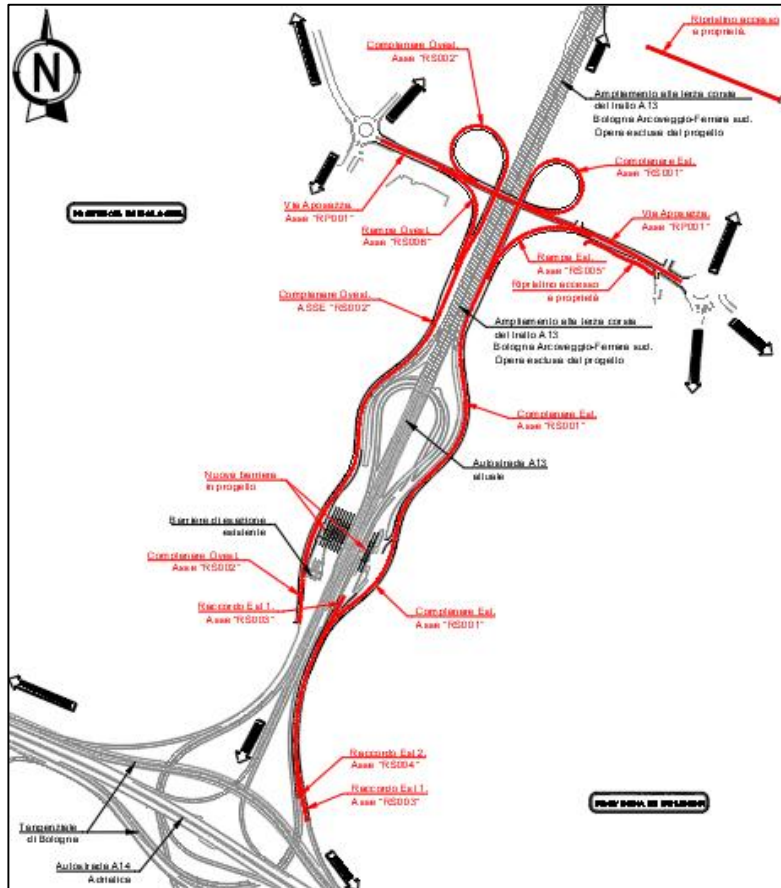 Ripristino accesso
a proprietà
Complanare Ovest.
Asse "RS002"
N
Ampliamento alla terza corsia
del tratto A13
Bologna Arcoveggio-Ferrara sud.
Opera esclusa dal progetto
Complanare Est.
Asse "RS001"
Via Aposazza.
Asse "RP001"
Via Aposazza.
Asse "RP001"
Rampa Ovest.
Asse "RS006"
Rampa Est.
Asse "RS005"
Ripristino accesso
a proprietà
Complanare Ovest.
ASSE "RS002"
Ampliamento alla terza corsia
del tratto A13
Bologna Arcoveggio-Ferrara sud.
Opera esclusa dal progetto
Complanare Est.
Asse "RS001"
Autostrada A13
attuale
Nuova barriera
in progetto
Barriere di esazione
esistente
Complanare Ovest.
Asse "RS002"
Raccordo Est 1.
Asse "RS003"
Complanare Est.
Asse "RS001"
Raccordo Est 2.
Asse "RS004"
Raccordo Est 1.
Asse "RS003"
Tangenziale
di Bologna
Autostrada A14
Adriatica